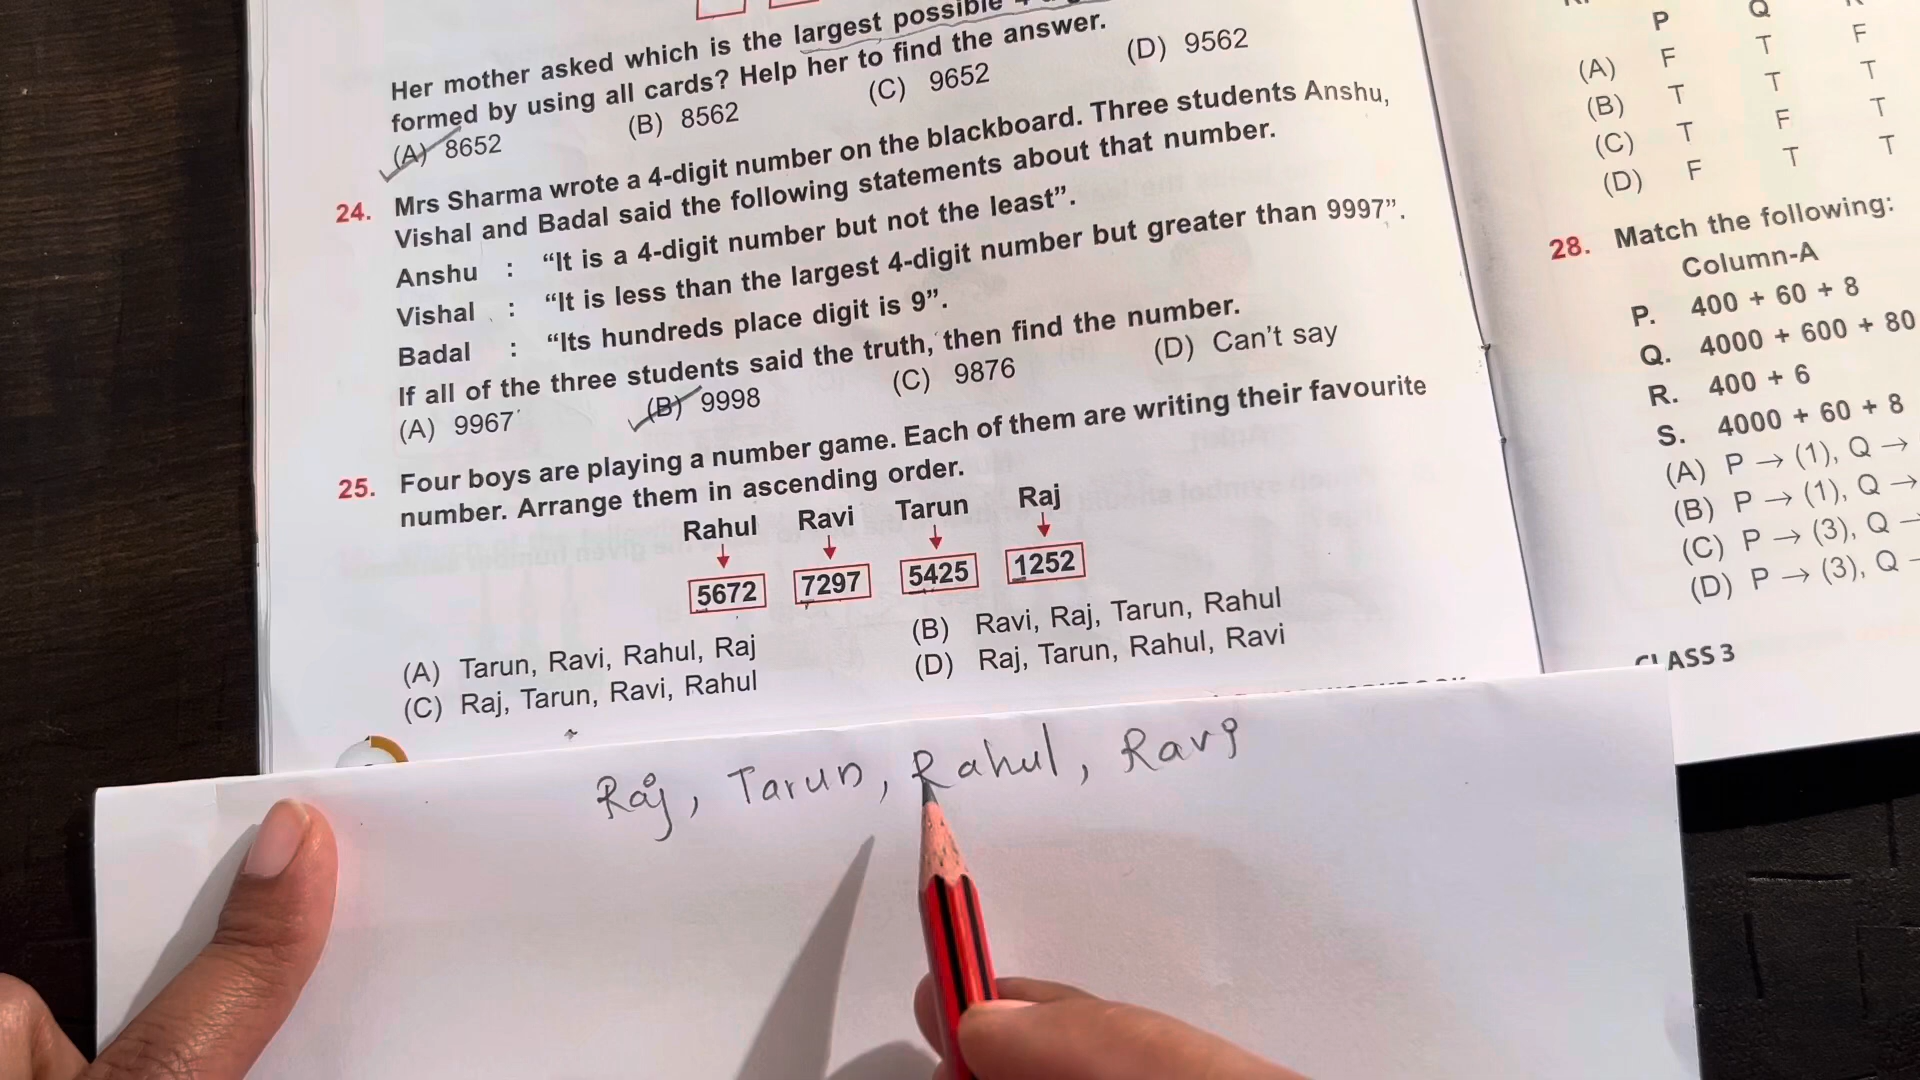 Her mother asked which is the largest possible
formed by using all cards? Help her to find the answer.
(A) 8652 (B) 8562 (C) 9652 (D) 9562
24. Mrs Sharma wrote a 4-digit number on the blackboard. Three students Anshu,
Vishal and Badal said the following statements about that number.
Anshu : “It is a 4-digit number but not the least”.
Vishal : “It is less than the largest 4-digit number but greater than 9997”.
Badal : “Its hundreds place digit is 9”.
If all of the three students said the truth, then find the number.
(A) 9967 (B) 9998 (C) 9876 (D) Can’t say
25. Four boys are playing a number game. Each of them are writing their favourite
number. Arrange them in ascending order.
Rahul Ravi Tarun Raj
5672 7297 5425 1252
(A) Tarun, Ravi, Rahul, Raj (B) Ravi, Raj, Tarun, Rahul
(C) Raj, Tarun, Ravi, Rahul (D) Raj, Tarun, Rahul, Ravi
Raj, Tarun, Rahul, Ravi
P Q
(A) F T F
(B) T T T
(C) T F T
(D) F T T
28. Match the following:
Column-A
P. 400 + 60 + 8
Q. 4000 + 600 + 80
R. 400 + 6
S. 4000 + 60 + 8
(A) P → (1), Q →
(B) P → (1), Q →
(C) P → (3), Q →
(D) P → (3), Q
CLASS 3